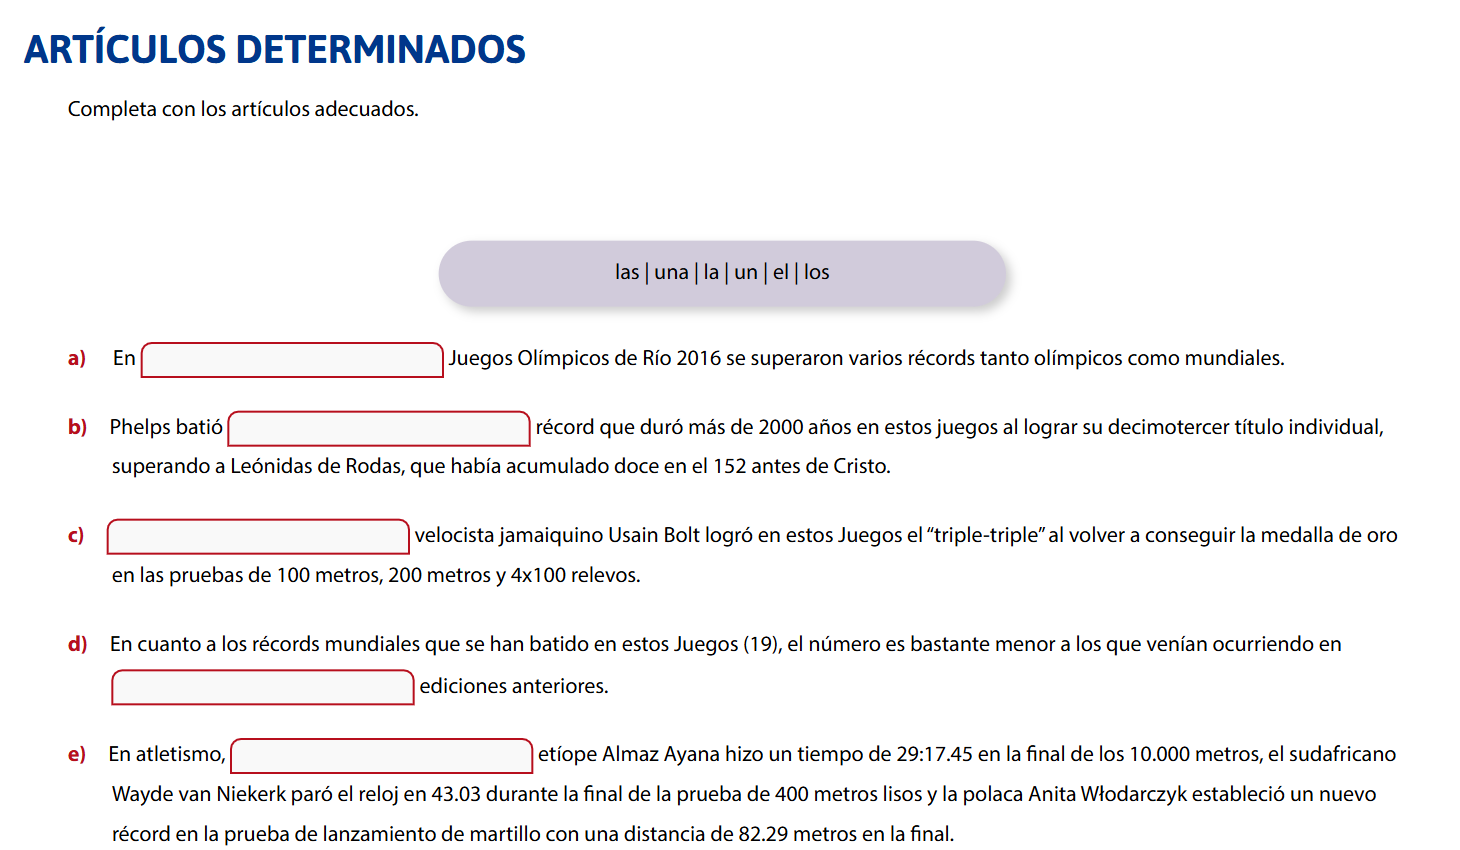 ARTÍCULOS DETERMINADOS
Completa con los artículos adecuados.
las | una | la | un | el | los
a) En Juegos Olímpicos de Río 2016 se superaron varios récords tanto olímpicos como mundiales.
b) Phelps batió récord que duró más de 2000 años en estos juegos al lograr su decimotercer título individual,
superando a Leónidas de Rodas, que había acumulado doce en el 152 antes de Cristo.
c) velocista jamaiquino Usain Bolt logró en estos Juegos el “triple-triple” al volver a conseguir la medalla de oro
en las pruebas de 100 metros, 200 metros y 4x100 relevos.
d) En cuanto a los récords mundiales que se han batido en estos Juegos (19), el número es bastante menor a los que venían ocurriendo en
ediciones anteriores.
e) En atletismo, etíope Almaz Ayana hizo un tiempo de 29:17.45 en la final de los 10.000 metros, el sudafricano
Wayde van Niekerk paró el reloj en 43.03 durante la final de la prueba de 400 metros lisos y la polaca Anita Włodarczyk estableció un nuevo
récord en la prueba de lanzamiento de martillo con una distancia de 82.29 metros en la final.